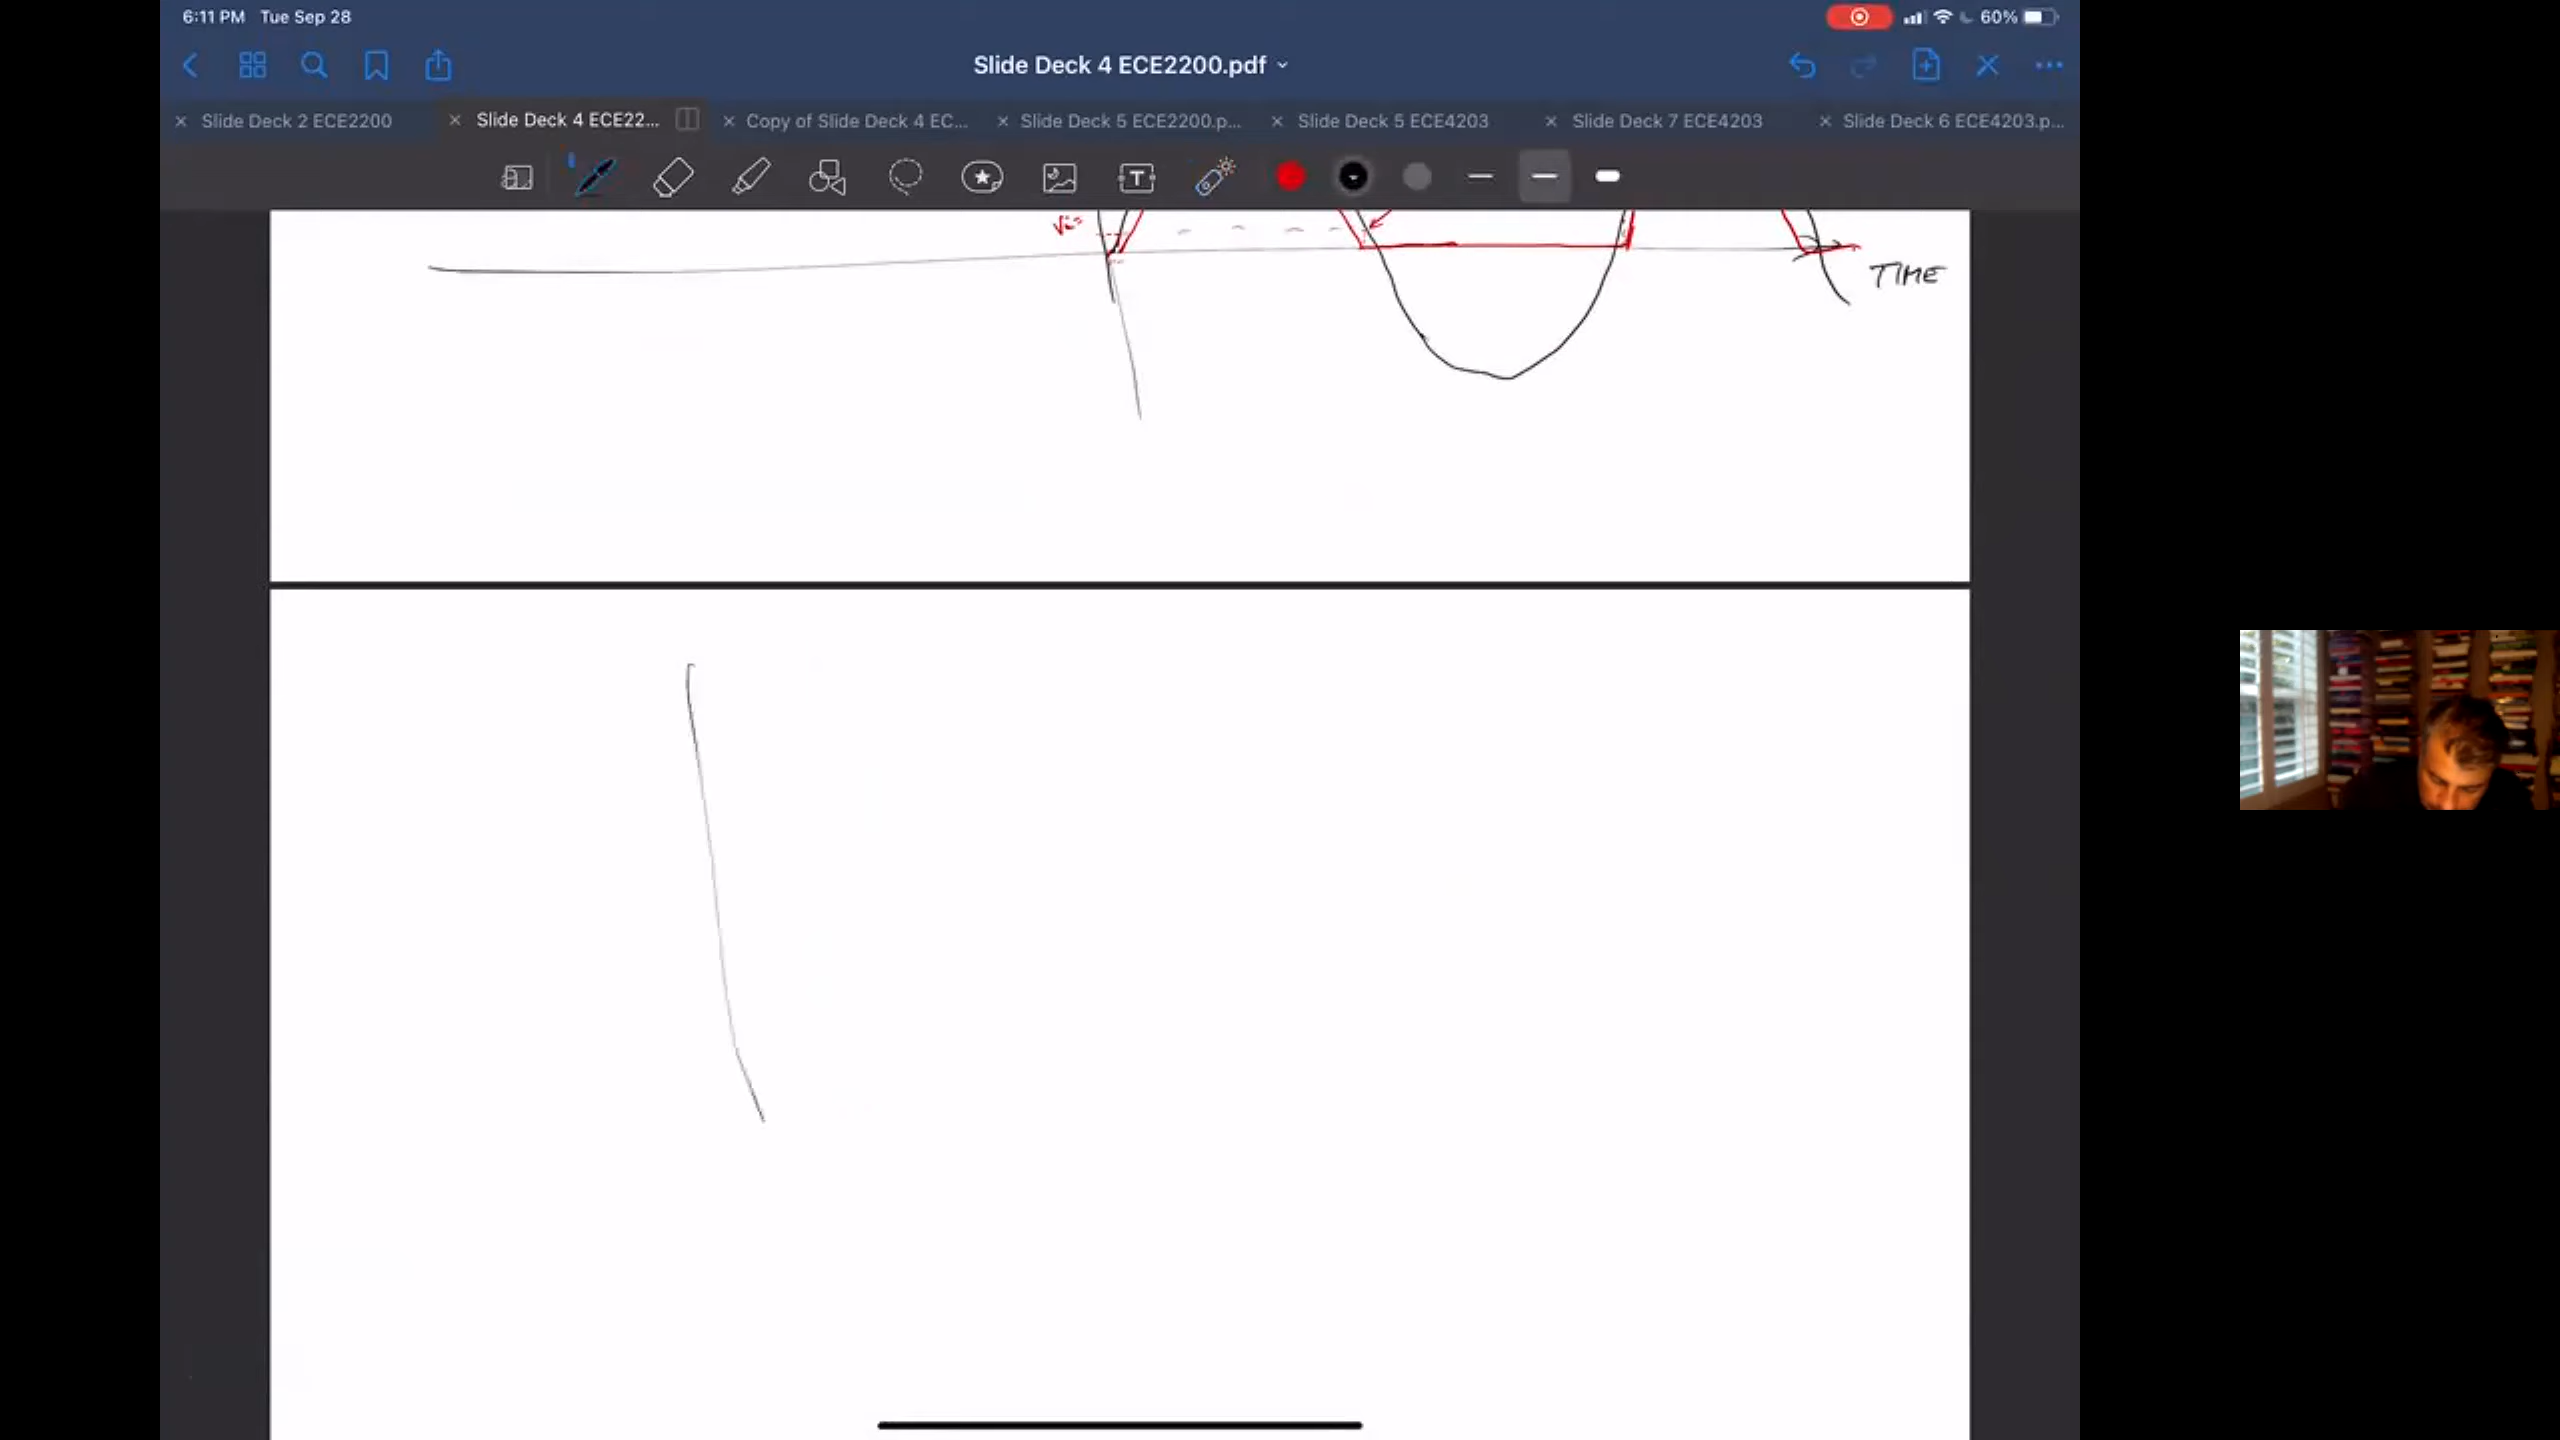 6:11 PM Tue Sep 28
60%
Slide Deck 4 ECE2200.pdf
Slide Deck 2 ECE2200
Slide Deck 4 ECE22...
Copy of Slide Deck 4 EC...
Slide Deck 5 ECE2200.p...
Slide Deck 5 ECE4203
Slide Deck 7 ECE4203
Slide Deck 6 ECE4203.p...
T
TIME